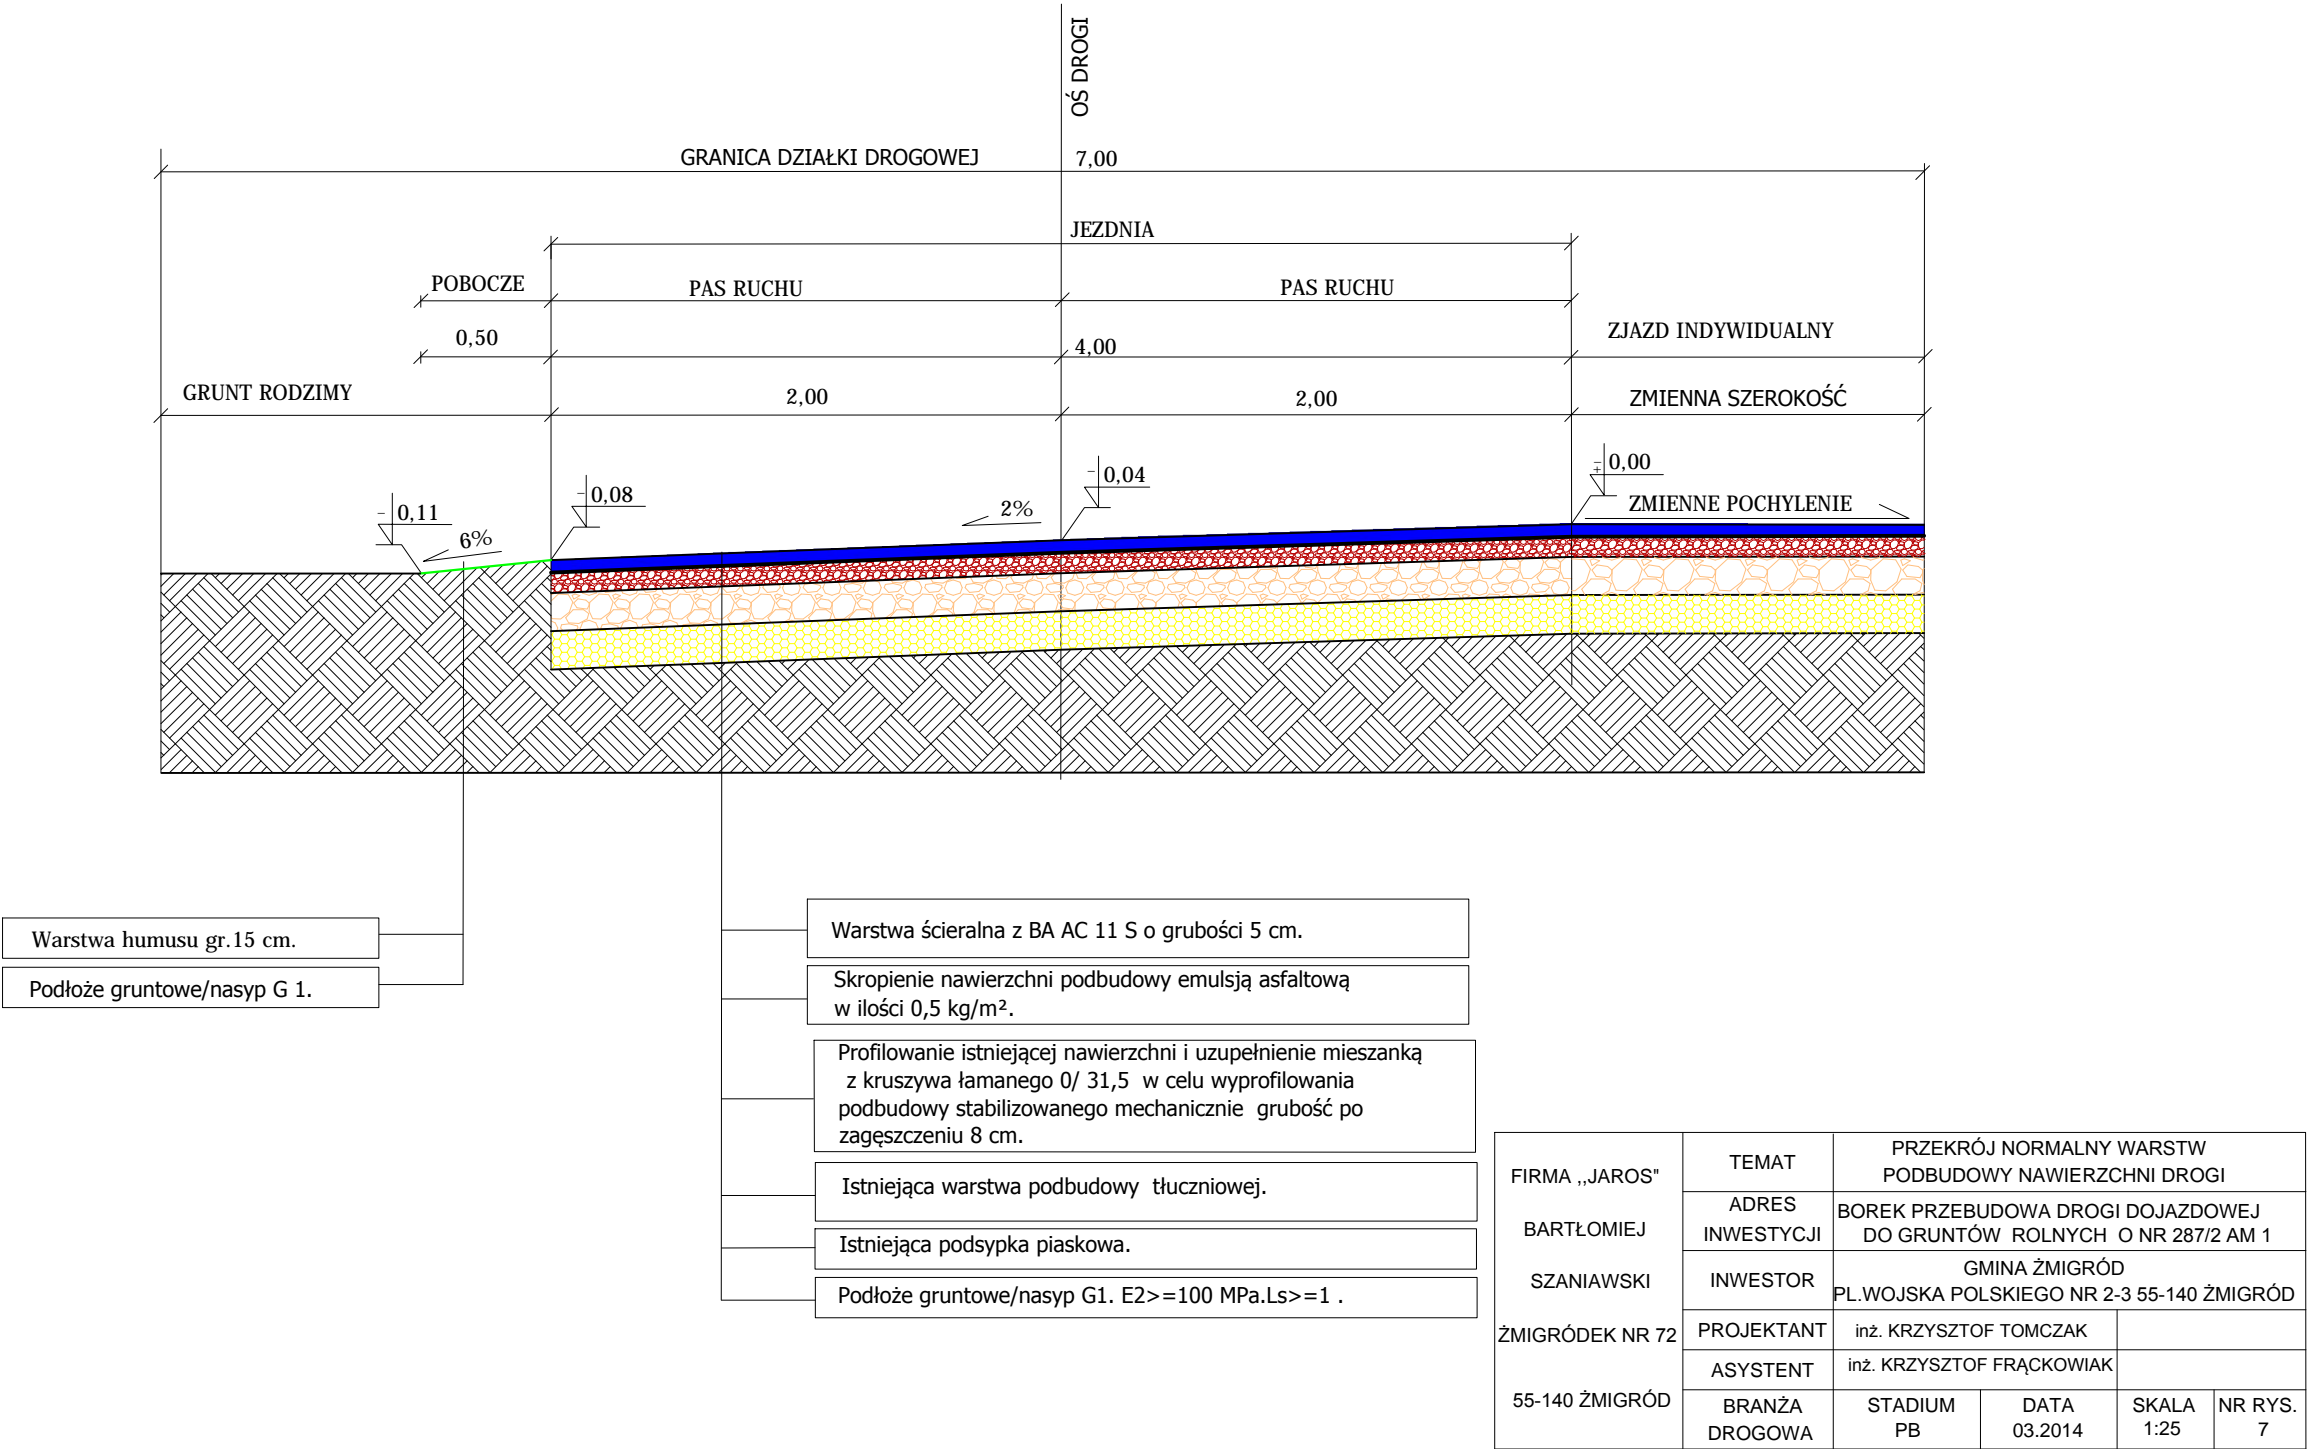 OŚ DROGI
GRANICA DZIAŁKI DROGOWEJ
7,00
JEZDNIA
POBOCZE
PAS RUCHU
PAS RUCHU
0,50
4,00
ZJAZD INDYWIDUALNY
GRUNT RODZIMY
2,00
2,00
ZMIENNA SZEROKOŚĆ
- 0,11
- 0,08
- 0,04
± 0,00
6%
2%
ZMIENNE POCHYLENIE
Warstwa humusu gr.15 cm.
Podłoże gruntowe/nasyp G 1.
Warstwa ścieralna z BA AC 11 S o grubości 5 cm.
Skropienie nawierzchni podbudowy emulsją asfaltową
w ilości 0,5 kg/m².
Profilowanie istniejącej nawierzchni i uzupełnienie mieszanką
z kruszywa łamanego 0/ 31,5 w celu wyprofilowania
podbudowy stabilizowanego mechanicznie grubość po
zagęszczeniu 8 cm.
Istniejąca warstwa podbudowy tłuczniowej.
Istniejąca podsypka piaskowa.
Podłoże gruntowe/nasyp G1. E2>=100 MPa.Ls>=1 .
FIRMA ,,JAROS"
BARTŁOMIEJ
SZANIAWSKI
ŻMIGRÓDEK NR 72
55-140 ŻMIGRÓD
TEMAT
PRZEKRÓJ NORMALNY WARSTW
PODBUDOWY NAWIERZCHNI DROGI
ADRES
INWESTYCJI
BOREK PRZEBUDOWA DROGI DOJAZDOWEJ
DO GRUNTÓW ROLNYCH O NR 287/2 AM 1
INWESTOR
GMINA ŻMIGRÓD
PL.WOJSKA POLSKIEGO NR 2-3 55-140 ŻMIGRÓD
PROJEKTANT
inż. KRZYSZTOF TOMCZAK
ASYSTENT
inż. KRZYSZTOF FRĄCKOWIAK
BRANŻA
DROGOWA
STADIUM
PB
DATA
03.2014
SKALA
1:25
NR RYS.
7